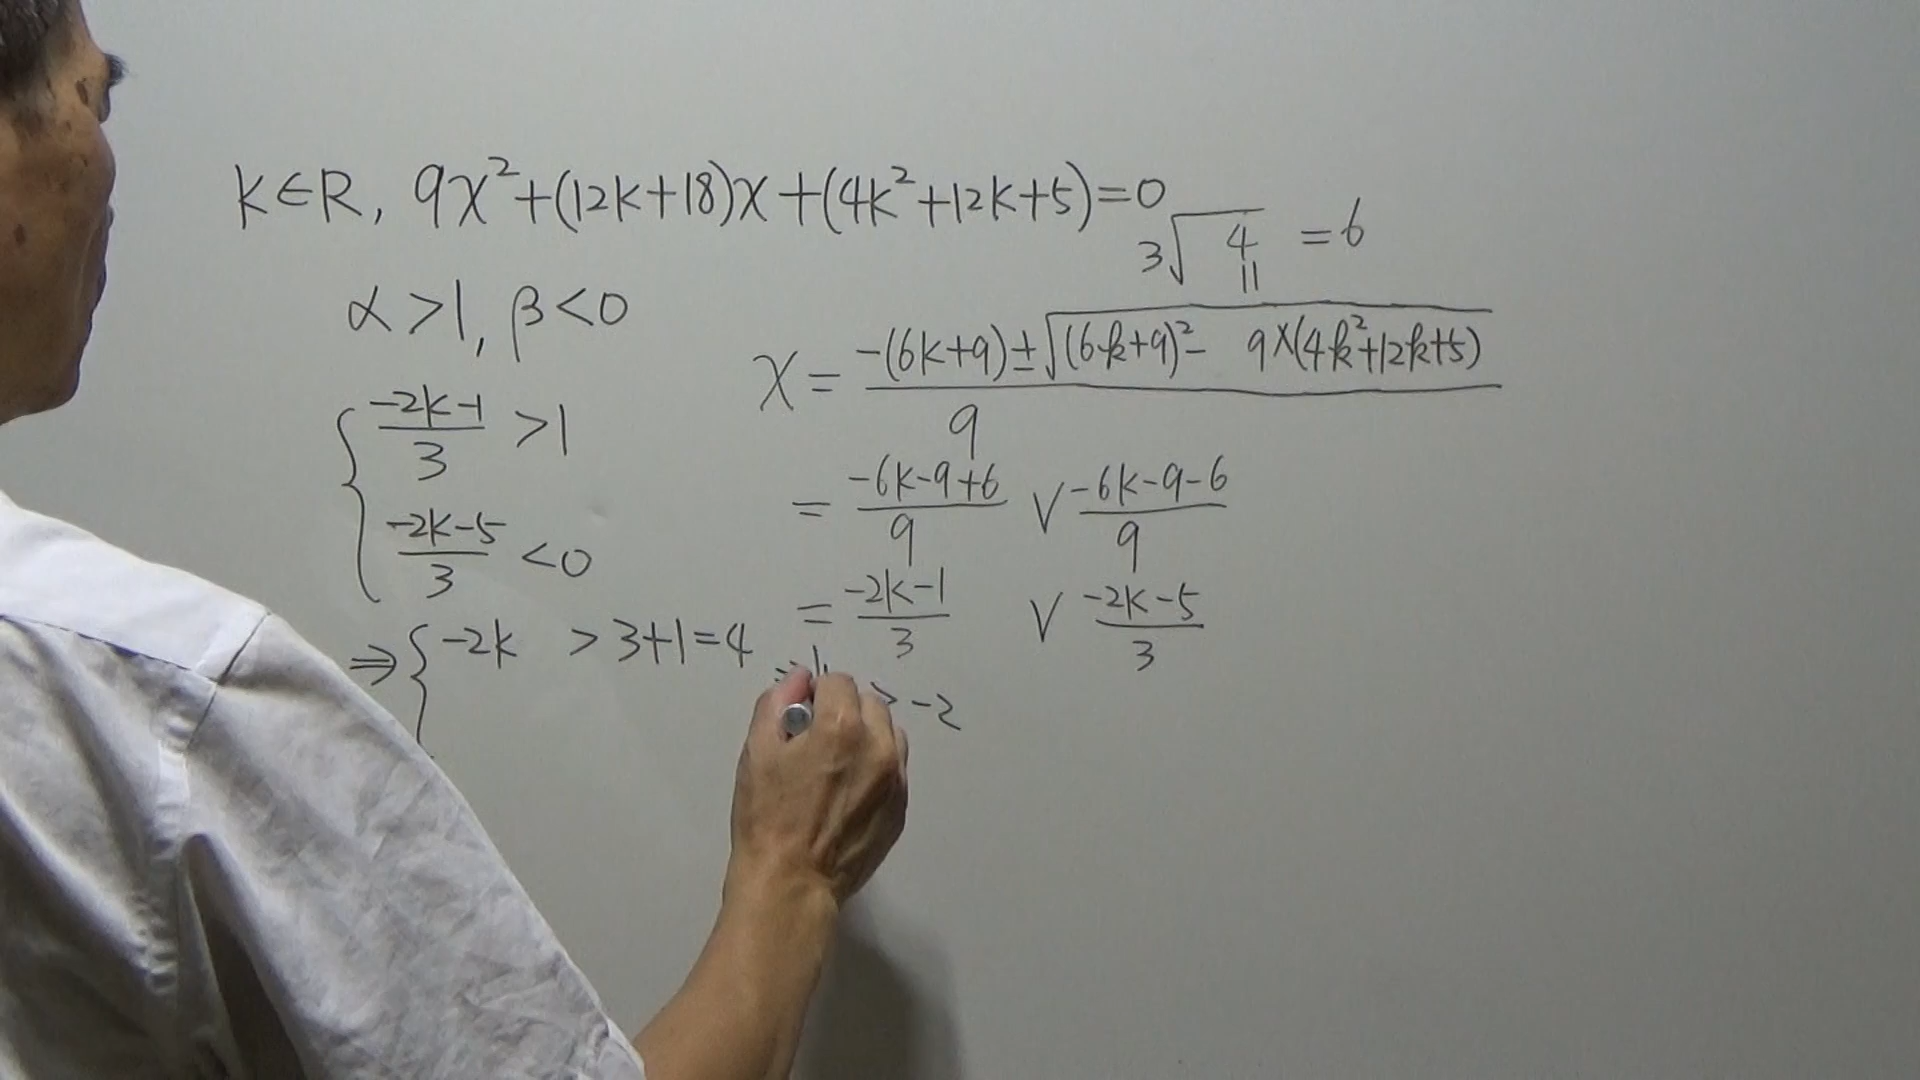 k∈R, 9x²+(12k+18)x+(4k²+12k+5)=0
3√4 =6
||
α>1, β<0
x= (-(6k+9)±√((6k+9)²- 9×(4k²+12k+5)))/9
{ (-2k-1)/3 >1
(-2k-5)/3 <0
= (-6k-9+6)/9 ∨ (-6k-9-6)/9
= (-2k-1)/3 ∨ (-2k-5)/3
⇒{ -2k >3+1=4
> -2